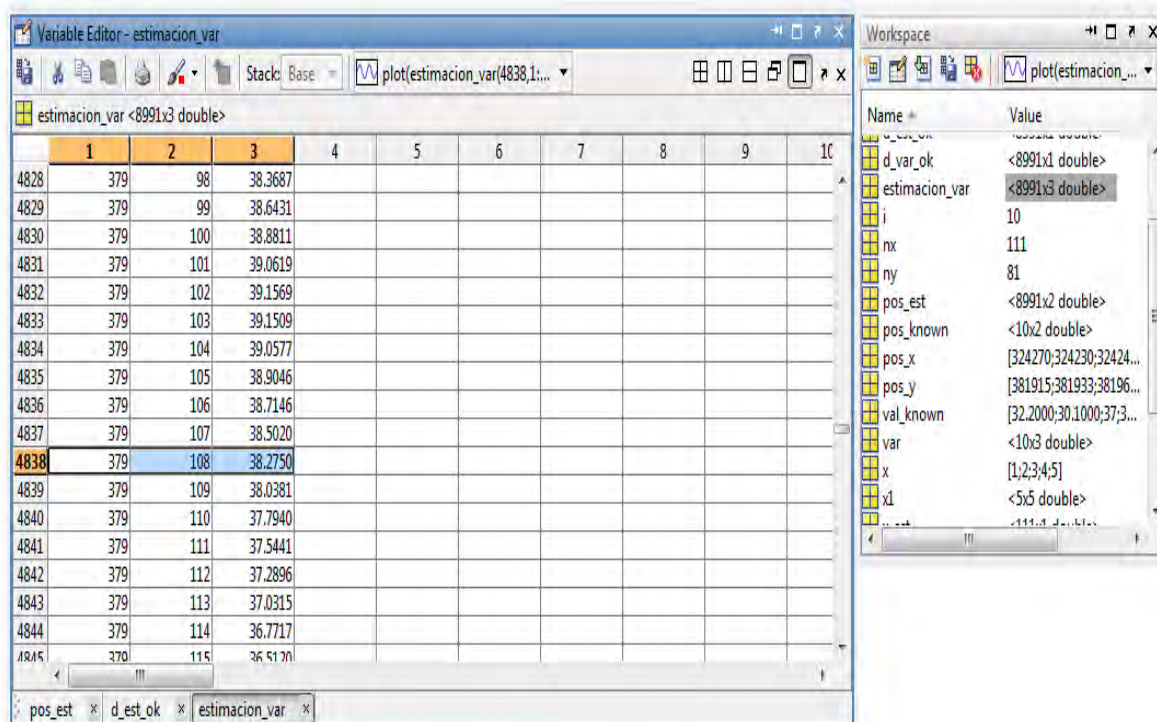 Variable Editor - estimacion_var
Stack: Base plot(estimacion_var(4838,1:...
estimacion_var <8991x3 double>
1 2 3 4 5 6 7 8 9 10
4828 379 98 38.3687
4829 379 99 38.6431
4830 379 100 38.8811
4831 379 101 39.0619
4832 379 102 39.1569
4833 379 103 39.1509
4834 379 104 39.0577
4835 379 105 38.9046
4836 379 106 38.7146
4837 379 107 38.5020
4838 379 108 38.2750
4839 379 109 38.0381
4840 379 110 37.7940
4841 379 111 37.5441
4842 379 112 37.2896
4843 379 113 37.0315
4844 379 114 36.7717
4845 379 115 36.5120
pos_est x d_est_ok x estimacion_var x
Workspace
plot(estimacion_...
Name Value
d_var_ok <8991x1 double>
estimacion_var <8991x3 double>
i 10
nx 111
ny 81
pos_est <8991x2 double>
pos_known <10x2 double>
pos_x [324270;324230;32424...
pos_y [381915;381933;38196...
val_known [32.2000;30.1000;37;3...
var <10x3 double>
x [1;2;3;4;5]
x1 <5x5 double>